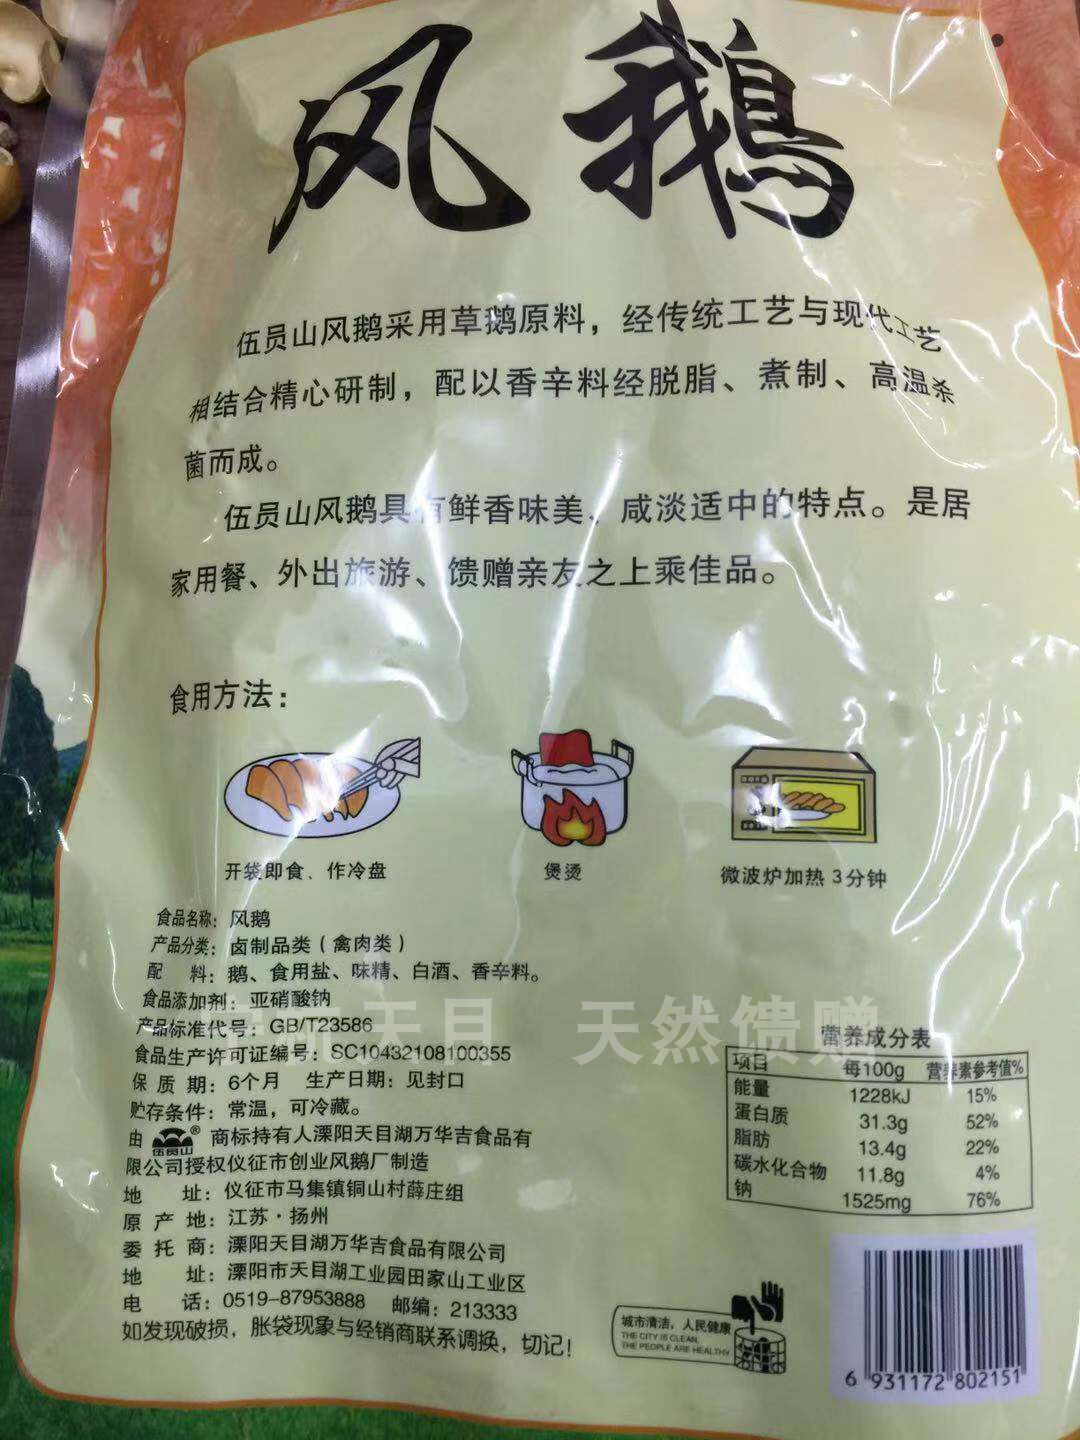 风鹅
伍员山风鹅采用草鹅原料，经传统工艺与现代工艺
相结合精心研制，配以香辛料经脱脂、煮制、高温杀
菌而成。
伍员山风鹅具有鲜香味美、咸淡适中的特点。是居
家用餐、外出旅游、馈赠亲友之上乘佳品。
食用方法：
开袋即食、作冷盘
煲烫
微波炉加热 3分钟
食品名称：风鹅
产品分类：卤制品类（禽肉类）
配 料：鹅、食用盐、味精、白酒、香辛料。
食品添加剂：亚硝酸钠
产品标准代号：GB/T23586
食品生产许可证编号：SC10432108100355
保 质 期：6个月 生产日期：见封口
贮存条件：常温，可冷藏。
由 伍员山® 商标持有人溧阳天目湖万华吉食品有
限公司授权仪征市创业风鹅厂制造
地 址：仪征市马集镇铜山村薛庄组
原 产 地：江苏·扬州
委 托 商：溧阳天目湖万华吉食品有限公司
地 址：溧阳市天目湖工业园田家山工业区
电 话：0519-87953888 邮编：213333
如发现破损，胀袋现象与经销商联系调换，切记！
天目 天然馈赠
营养成分表
项目 每100g 营养素参考值%
能量 1228kJ 15%
蛋白质 31.3g 52%
脂肪 13.4g 22%
碳水化合物 11.8g 4%
钠 1525mg 76%
城市清洁，人民健康
THE CITY IS CLEAN,
THE PEOPLE ARE HEALTHY
6 931172 802151